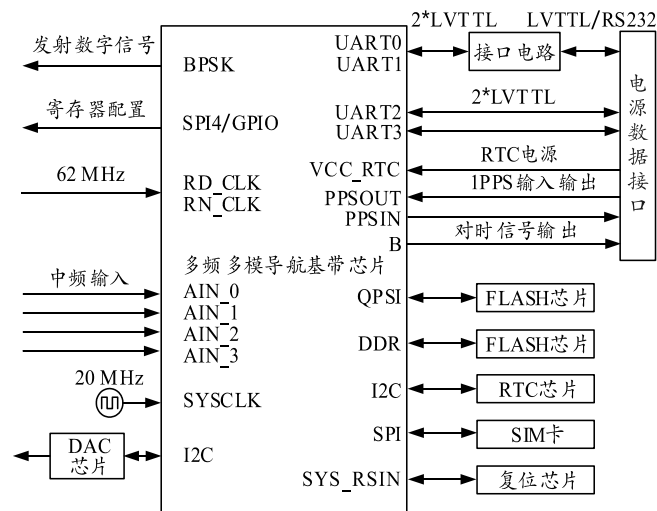 2*LVTTL
LVTTL/RS232
发射数字信号
BPSK
UART0
UART1
接口电路
寄存器配置
SPI4/GPIO
2*LVTTL
UART2
UART3
电源数据接口
62 MHz
RD_CLK
RN_CLK
VCC_RTC
RTC电源
PPSOUT
1PPS输入输出
PPSIN
B
对时信号输出
多频多模导航基带芯片
中频输入
AIN_0
AIN_1
AIN_2
AIN_3
QPSI
FLASH芯片
DDR
FLASH芯片
20 MHz
SYSCLK
I2C
RTC芯片
DAC
芯片
I2C
SPI
SIM卡
SYS_RSIN
复位芯片